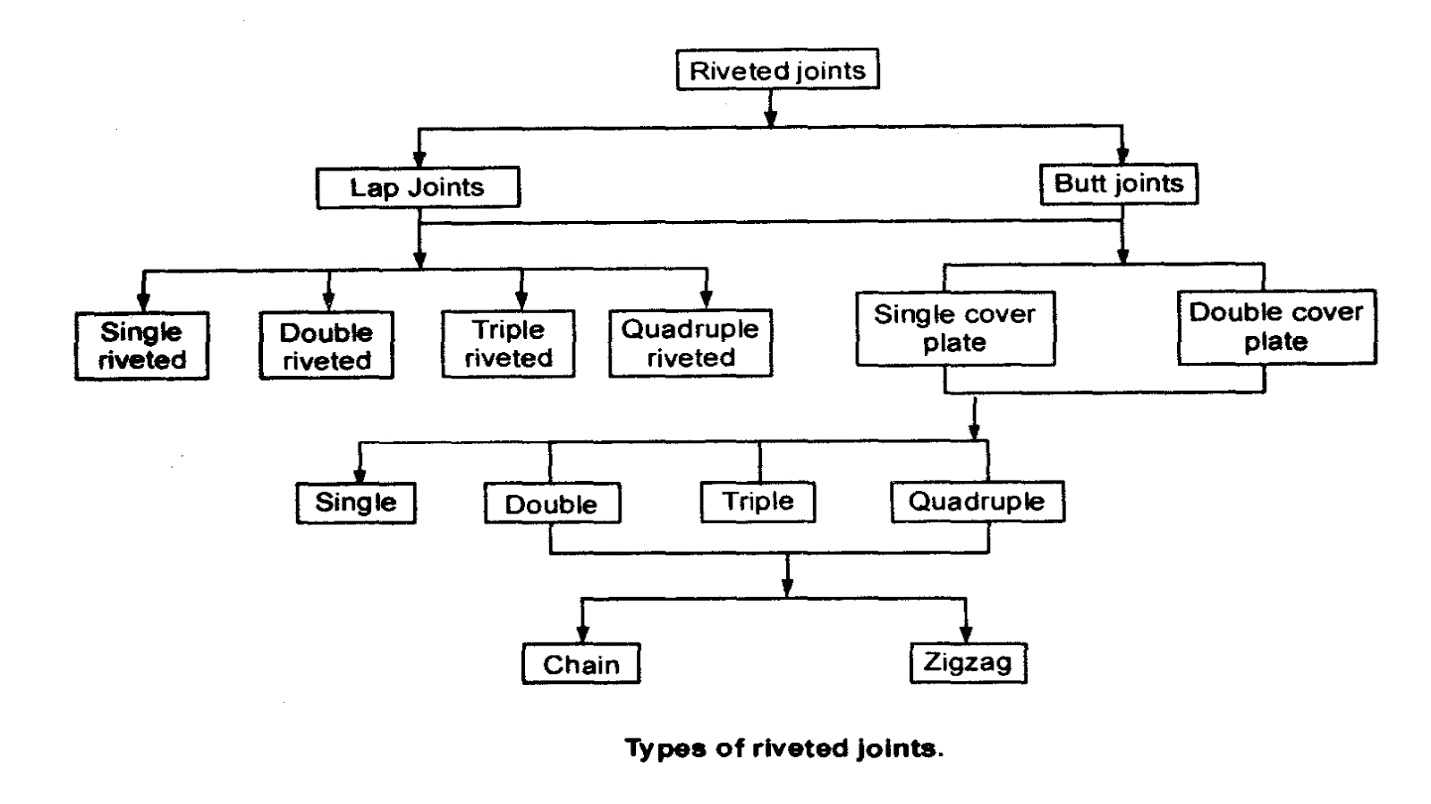 Riveted joints
Lap Joints
Butt joints
Single
riveted
Double
riveted
Triple
riveted
Quadruple
riveted
Single cover
plate
Double cover
plate
Single
Double
Triple
Quadruple
Chain
Zigzag
Types of riveted joints.